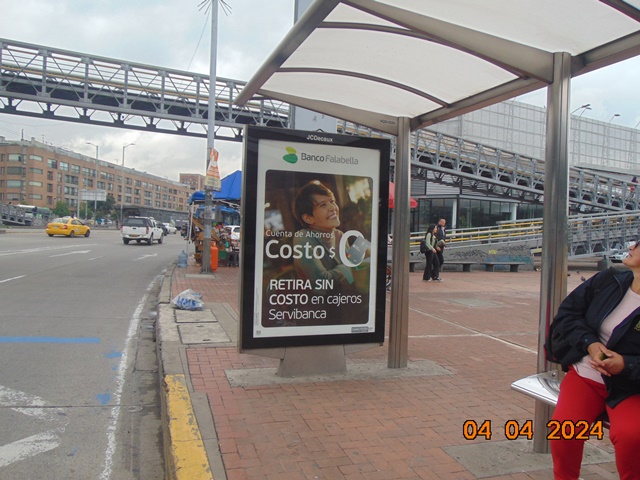 JCDecaux
Banco Falabella
Cuenta de Ahorros
Costo $0
RETIRA SIN
COSTO en cajeros
Servibanca
04 04 2024